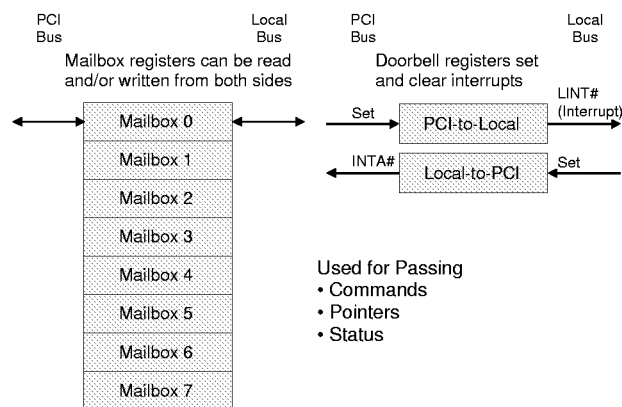 PCI
Bus
Local
Bus
Mailbox registers can be read
and/or written from both sides
Mailbox 0
Mailbox 1
Mailbox 2
Mailbox 3
Mailbox 4
Mailbox 5
Mailbox 6
Mailbox 7
PCI
Bus
Local
Bus
Doorbell registers set
and clear interrupts
Set
PCI-to-Local
LINT#
(Interrupt)
INTA#
Local-to-PCI
Set
Used for Passing
• Commands
• Pointers
• Status